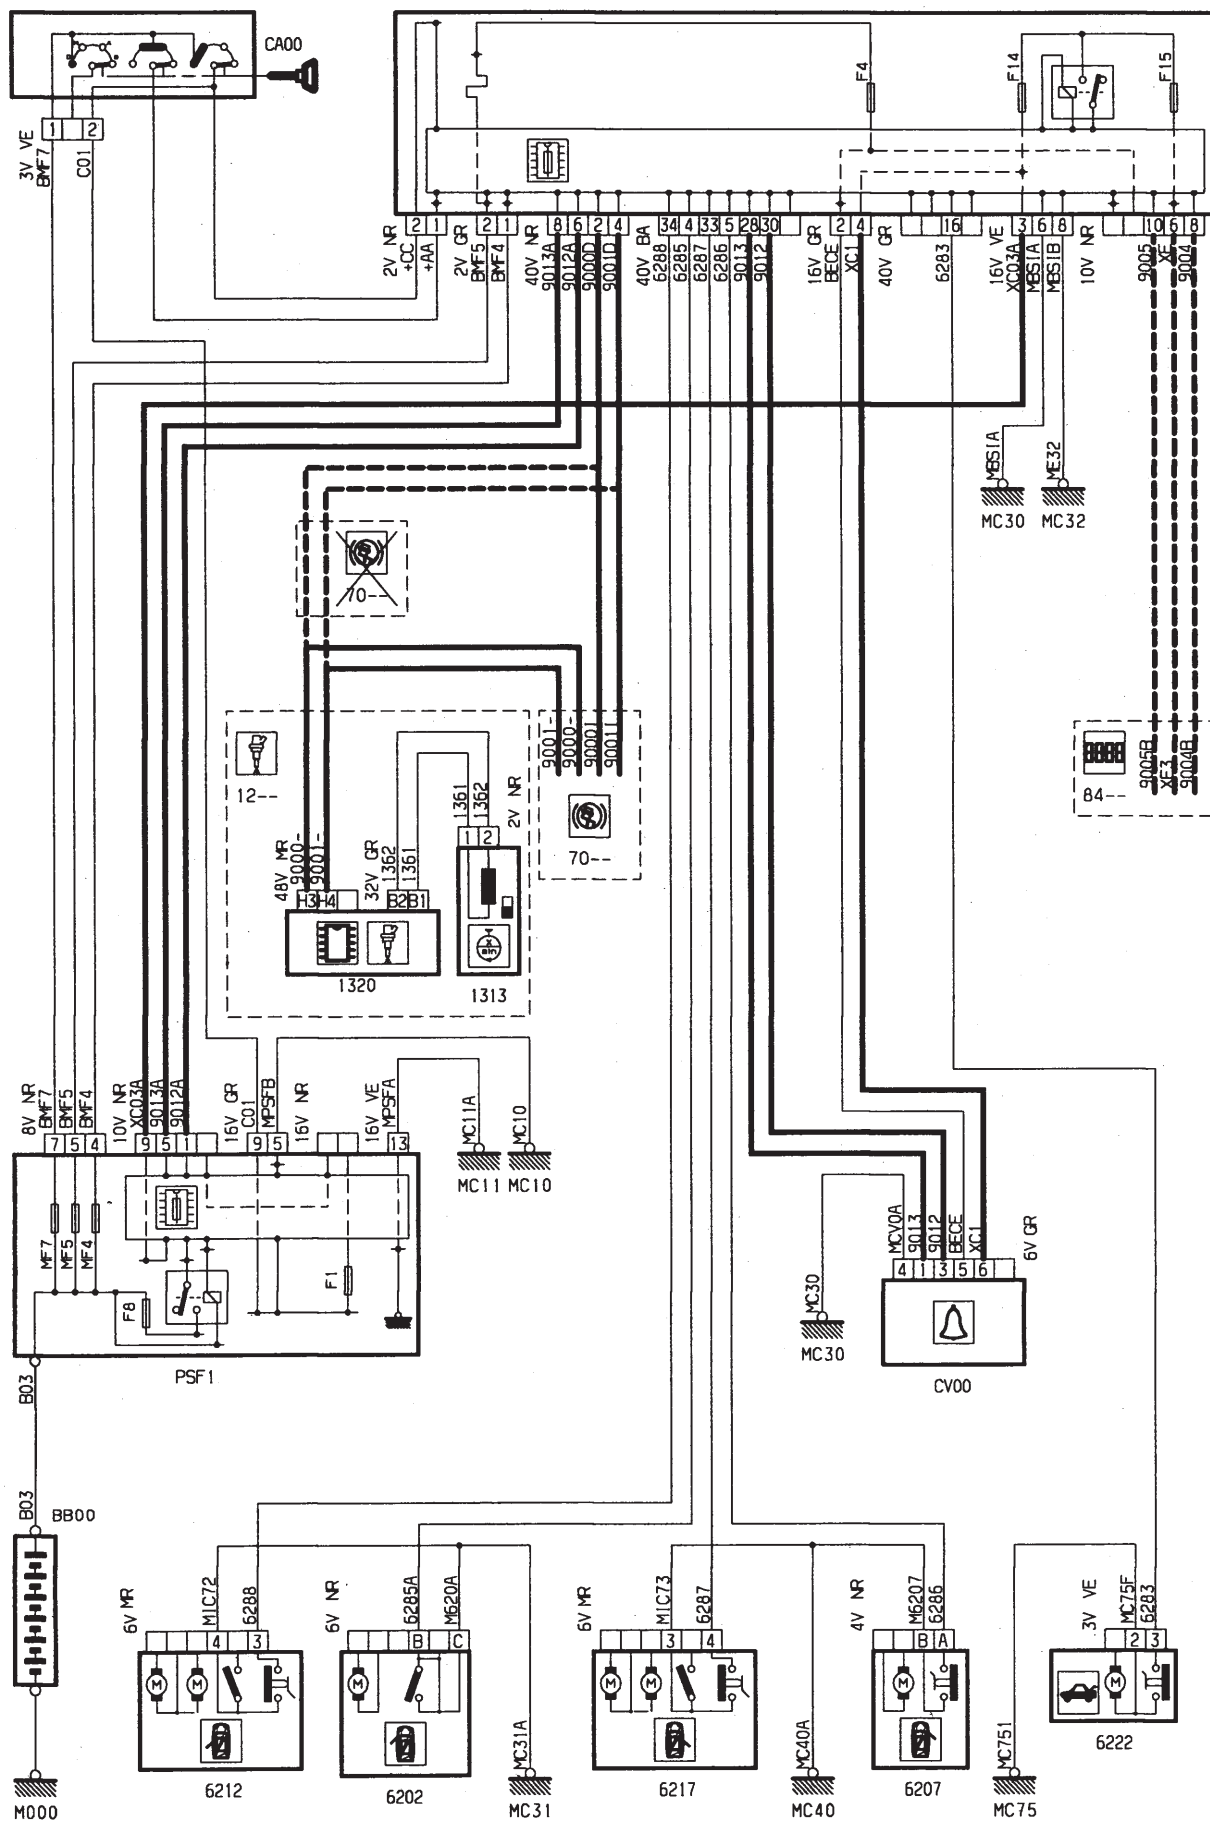 CA00
F4
F14
F15
1 2
3V VE
BMF7
C01
2 1
2 1
8 6 2 4
34 4 33 5 28 30
2 4
16
3 6 8
10 6 8
2V NR
+CC
+AA
2V GR
BMF5
BMF4
40V NR
9013A
9012A
9000D
9001D
40V BA
6288
6285
6287
6286
9013
9012
16V GR
BECE
XC1
40V GR
6283
16V VE
XC03A
MBS1A
MBS1B
10V NR
9005
XE
9004
MBS1A
ME32
MC30 MC32
70--
12--
9001-
9000-
9000I
9001I
70--
84--
9005B
XE3
9004B
1361
1362
2V NR
1 2
48V MR
9000-
9001-
32V GR
1362
1361
H3 H4
B2 B1
T
x
min
1320
1313
8V NR
BMF7
BMF5
BMF4
10V NR
XC03A
9013A
9012A
16V GR
C01
MPSFB
16V NR
16V VE
MPSFA
MC11A
MC10
7 5 4
9 5 1
9 5
13
MC11 MC10
MF7
MF5
MF4
F8
F1
PSF1
MCV0A
9013
9012
BECE
XC1
6V GR
4 1 3 5 6
MC30
MC30
CV00
B03
B03
BB00
M000
6V MR
MIC72
6288
4 3
M M
6212
6V NR
6285A
M620A
B C
M
6202
MC31A
MC31
6V MR
MIC73
6287
3 4
M M
6217
MC40A
MC40
4V NR
M6207
6286
B A
M
6207
MC751
MC75
3V VE
MC75F
6283
2 3
M
6222